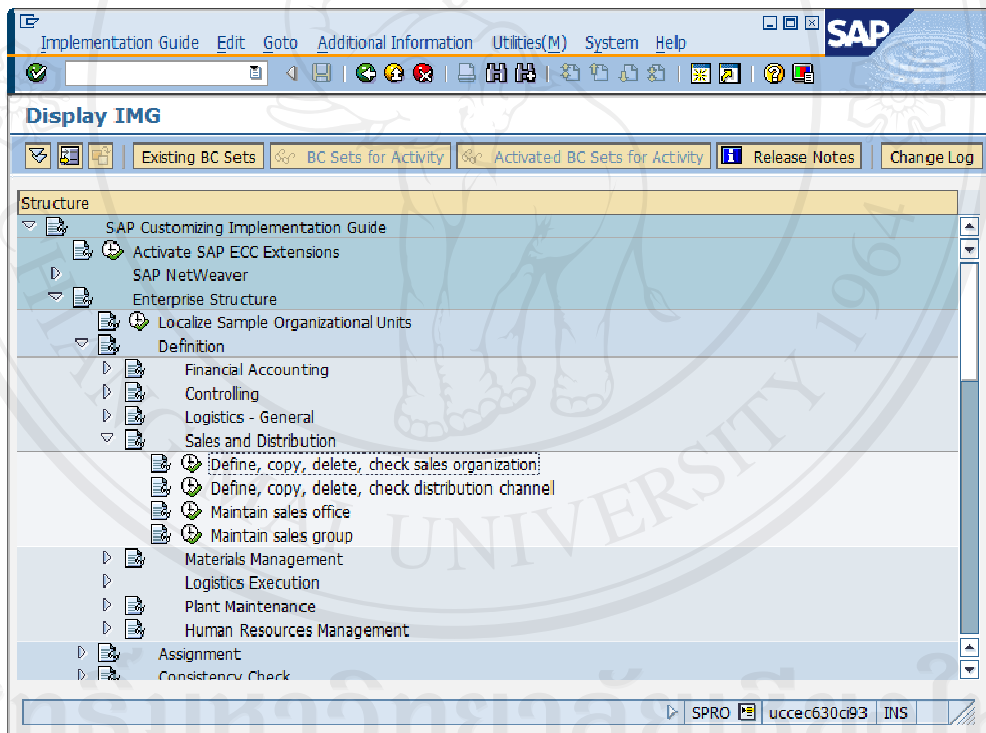 Implementation Guide Edit Goto Additional Information Utilities(M) System Help
SAP
Display IMG
Existing BC Sets BC Sets for Activity Activated BC Sets for Activity Release Notes Change Log
Structure
SAP Customizing Implementation Guide
Activate SAP ECC Extensions
SAP NetWeaver
Enterprise Structure
Localize Sample Organizational Units
Definition
Financial Accounting
Controlling
Logistics - General
Sales and Distribution
Define, copy, delete, check sales organization
Define, copy, delete, check distribution channel
Maintain sales office
Maintain sales group
Materials Management
Logistics Execution
Plant Maintenance
Human Resources Management
Assignment
Consistency Check
SPRO uccec630ci93 INS
CHIANG MAI UNIVERSITY 1964